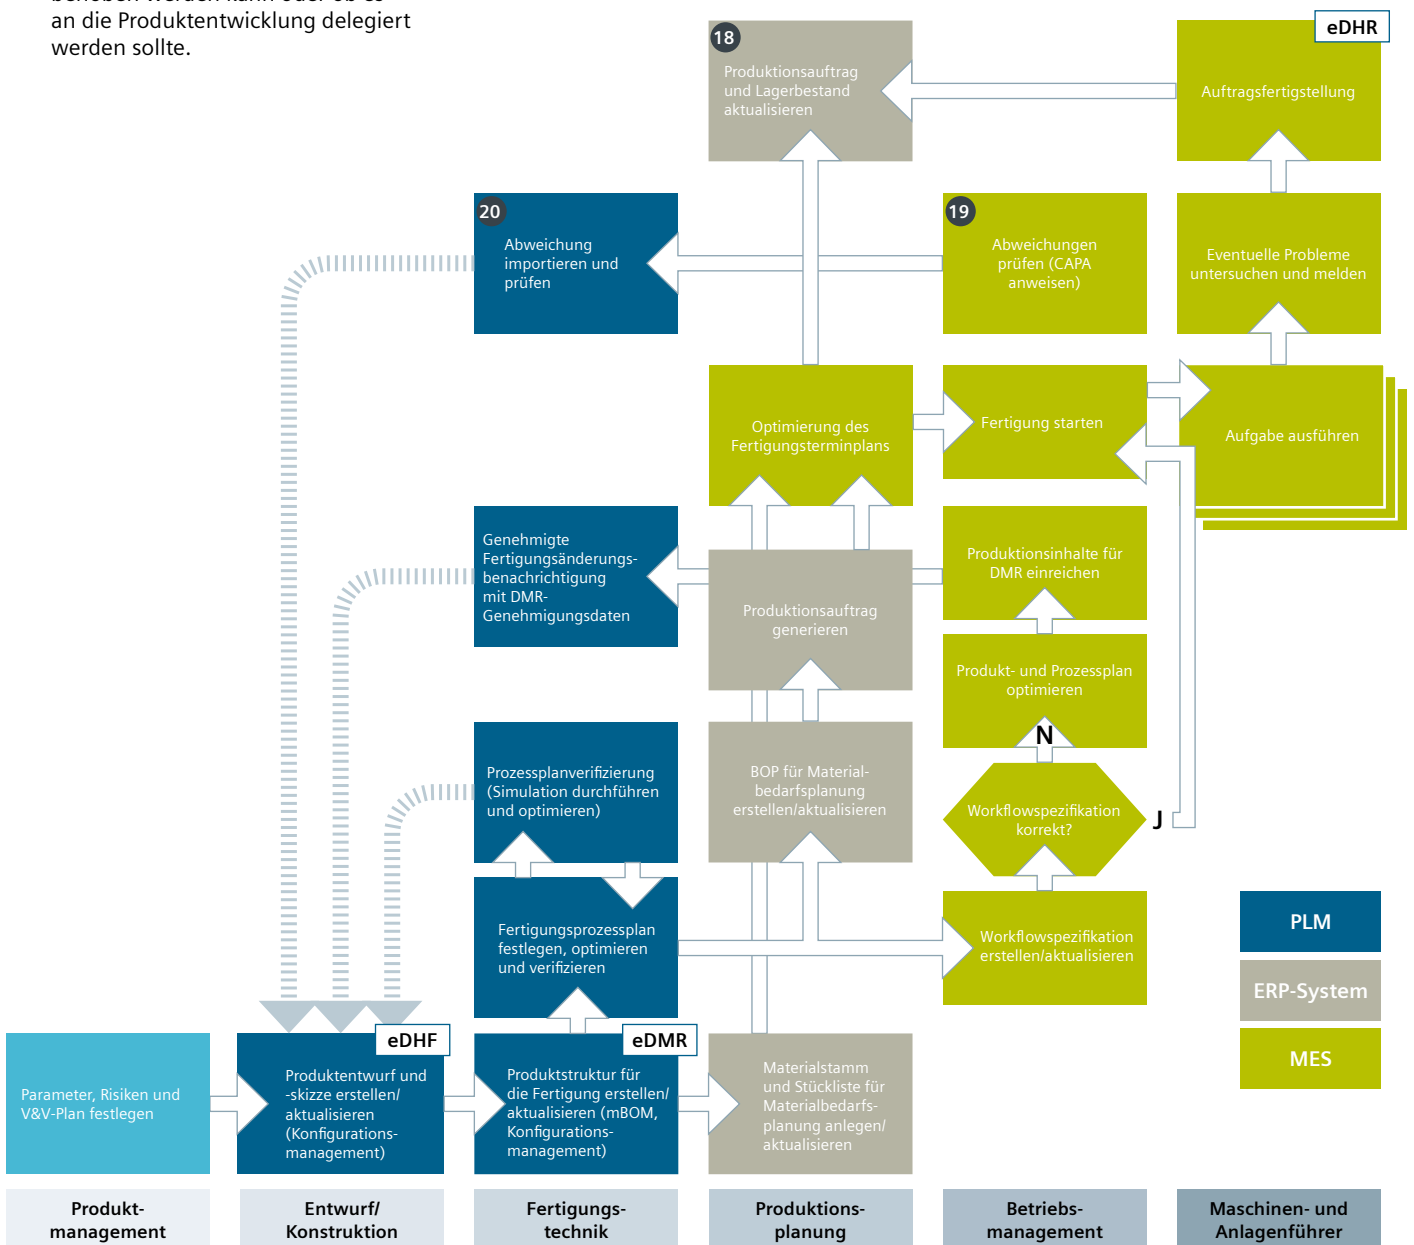 behoben werden kann oder ob es
an die Produktentwicklung delegiert
werden sollte.
18
Produktionsauftrag
und Lagerbestand
aktualisieren
eDHR
Auftragsfertigstellung
20
Abweichung
importieren und
prüfen
19
Abweichungen
prüfen (CAPA
anweisen)
Eventuelle Probleme
untersuchen und melden
Optimierung des
Fertigungsterminplans
Fertigung starten
Aufgabe ausführen
Genehmigte
Fertigungsänderungs-
benachrichtigung
mit DMR-
Genehmigungsdaten
Produktionsauftrag
generieren
Produktionsinhalte für
DMR einreichen
Produkt- und Prozessplan
optimieren
N
Prozessplanverifizierung
(Simulation durchführen
und optimieren)
BOP für Material-
bedarfsplanung
erstellen/aktualisieren
Workflowspezifikation
korrekt?
J
Fertigungsprozessplan
festlegen, optimieren
und verifizieren
Workflowspezifikation
erstellen/aktualisieren
PLM
ERP-System
MES
Parameter, Risiken und
V&V-Plan festlegen
eDHF
Produktentwurf und
-skizze erstellen/
aktualisieren
(Konfigurations-
management)
eDMR
Produktstruktur für
die Fertigung erstellen/
aktualisieren (mBOM,
Konfigurations-
management)
Materialstamm
und Stückliste für
Materialbedarfs-
planung anlegen/
aktualisieren
Produkt-
management
Entwurf/
Konstruktion
Fertigungs-
technik
Produktions-
planung
Betriebs-
management
Maschinen- und
Anlagenführer